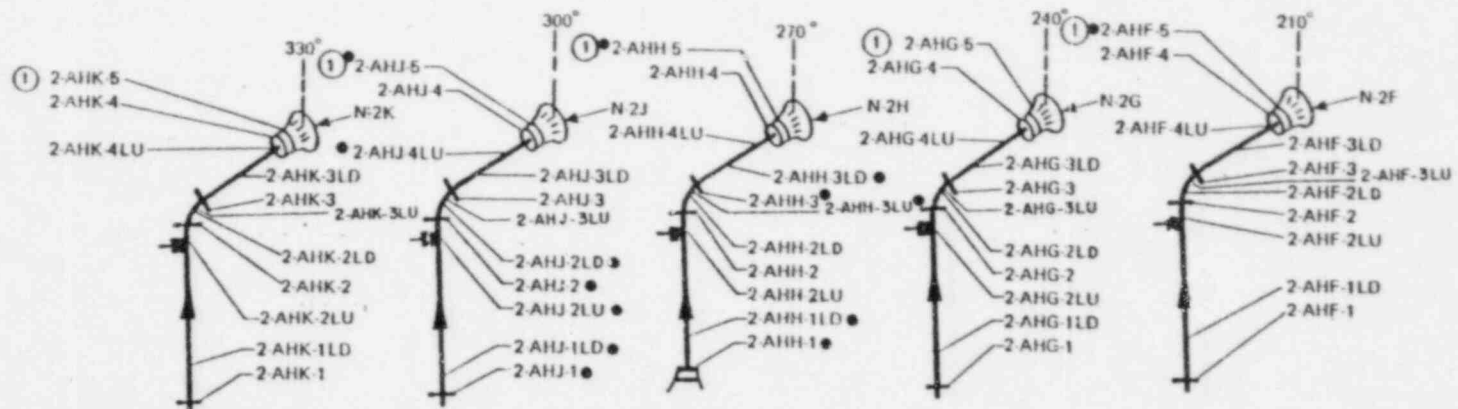 330°
① 2-AHK-5
2-AHK-4
N-2K
2-AHK-4LU
2-AHK-3LD
2-AHK-3
2-AHK-3LU
2-AHK-2LD
2-AHK-2
2-AHK-2LU
2-AHK-1LD
2-AHK-1
300°
①● 2-AHJ-5
2-AHJ-4
N-2J
● 2-AHJ-4LU
2-AHJ-3LD
2-AHJ-3
2-AHJ-3LU
2-AHJ-2LD ●
2-AHJ-2 ●
2-AHJ-2LU ●
2-AHJ-1LD ●
2-AHJ-1 ●
270°
①● 2-AHH-5
2-AHH-4
N-2H
2-AHH-4LU
2-AHH-3LD ●
2-AHH-3 ●
2-AHH-3LU ●
2-AHH-2LD
2-AHH-2
2-AHH-2LU
2-AHH-1LD ●
2-AHH-1 ●
240°
① 2-AHG-5
2-AHG-4
N-2G
2-AHG-4LU
2-AHG-3LD
2-AHG-3
2-AHG-3LU
2-AHG-2LD
2-AHG-2
2-AHG-2LU
2-AHG-1LD
2-AHG-1
210°
①● 2-AHF-5
2-AHF-4
N-2F
2-AHF-4LU
2-AHF-3LD
2-AHF-3
2-AHF-3LU
2-AHF-2LD
2-AHF-2
2-AHF-2LU
2-AHF-1LD
2-AHF-1